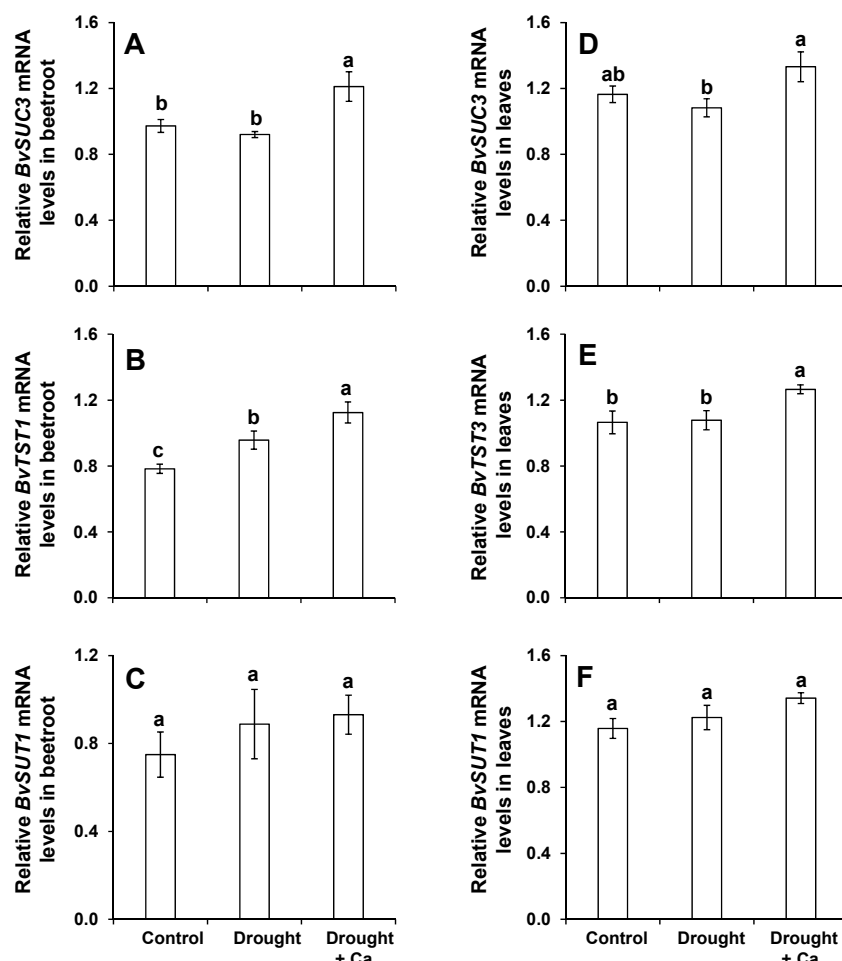 Relative BvSUC3 mRNA
levels in beetroot
1.6
1.2
0.8
0.4
0.0
A
b
b
a
Relative BvSUC3 mRNA
levels in leaves
1.6
1.2
0.8
0.4
0.0
D
ab
b
a
Relative BvTST1 mRNA
levels in beetroot
1.6
1.2
0.8
0.4
0.0
B
c
b
a
Relative BvTST3 mRNA
levels in leaves
1.6
1.2
0.8
0.4
0.0
E
b
b
a
Relative BvSUT1 mRNA
levels in beetroot
1.2
0.8
0.4
0.0
C
a
a
a
Control
Drought
Drought
+ Ca
Relative BvSUT1 mRNA
levels in leaves
1.6
1.2
0.8
0.4
0.0
F
a
a
a
Control
Drought
Drought
+ Ca